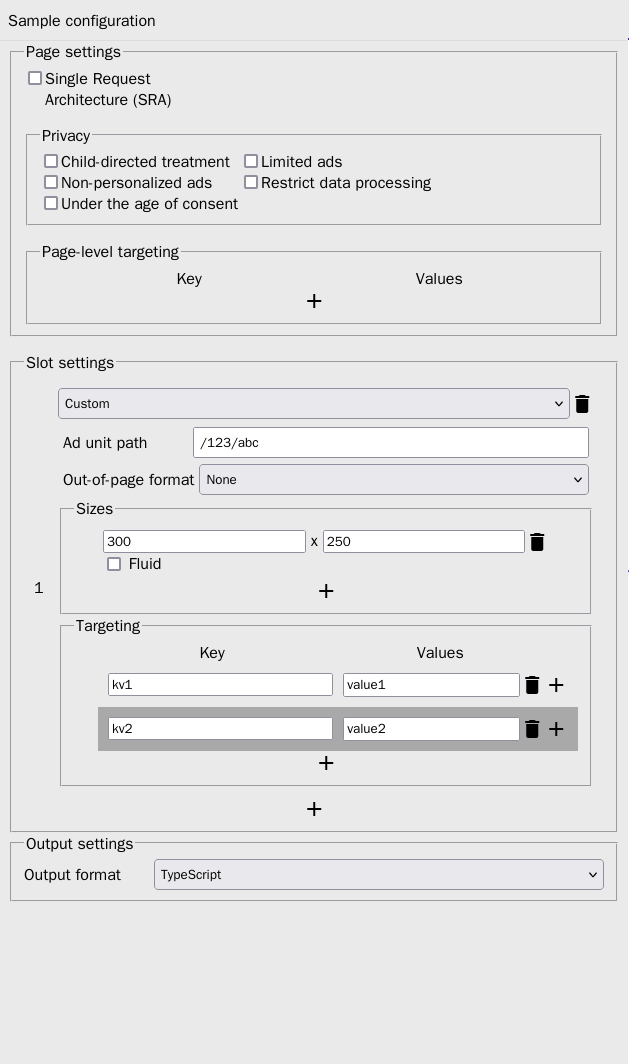 Sample configuration
Page settings
Single Request
Architecture (SRA)
Privacy
Child-directed treatment Limited ads
Non-personalized ads Restrict data processing
Under the age of consent
Page-level targeting
Key Values
+
Slot settings
Custom
Ad unit path /123/abc
Out-of-page format None
Sizes
300 x 250
Fluid
+
1
Targeting
Key Values
kv1 value1 +
kv2 value2 +
+
+
Output settings
Output format TypeScript